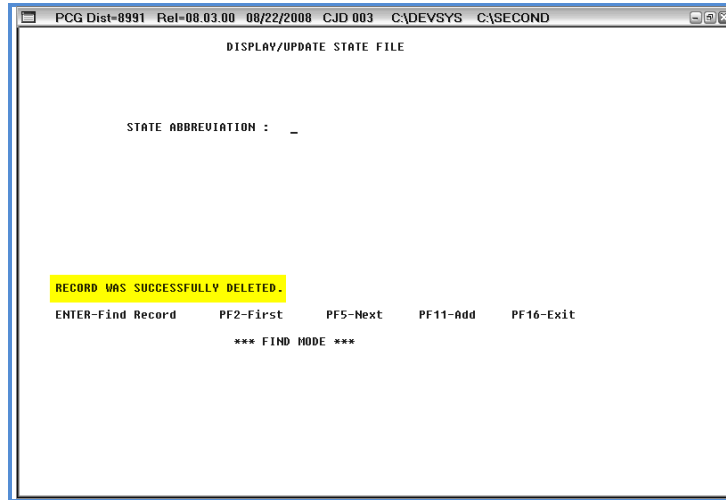 PCG Dist=8991 Rel=08.03.00 08/22/2008 CJD 003 C:\DEVSYS C:\SECOND
DISPLAY/UPDATE STATE FILE
STATE ABBREVIATION : _
RECORD WAS SUCCESSFULLY DELETED.
ENTER-Find Record PF2-First PF5-Next PF11-Add PF16-Exit
*** FIND MODE ***